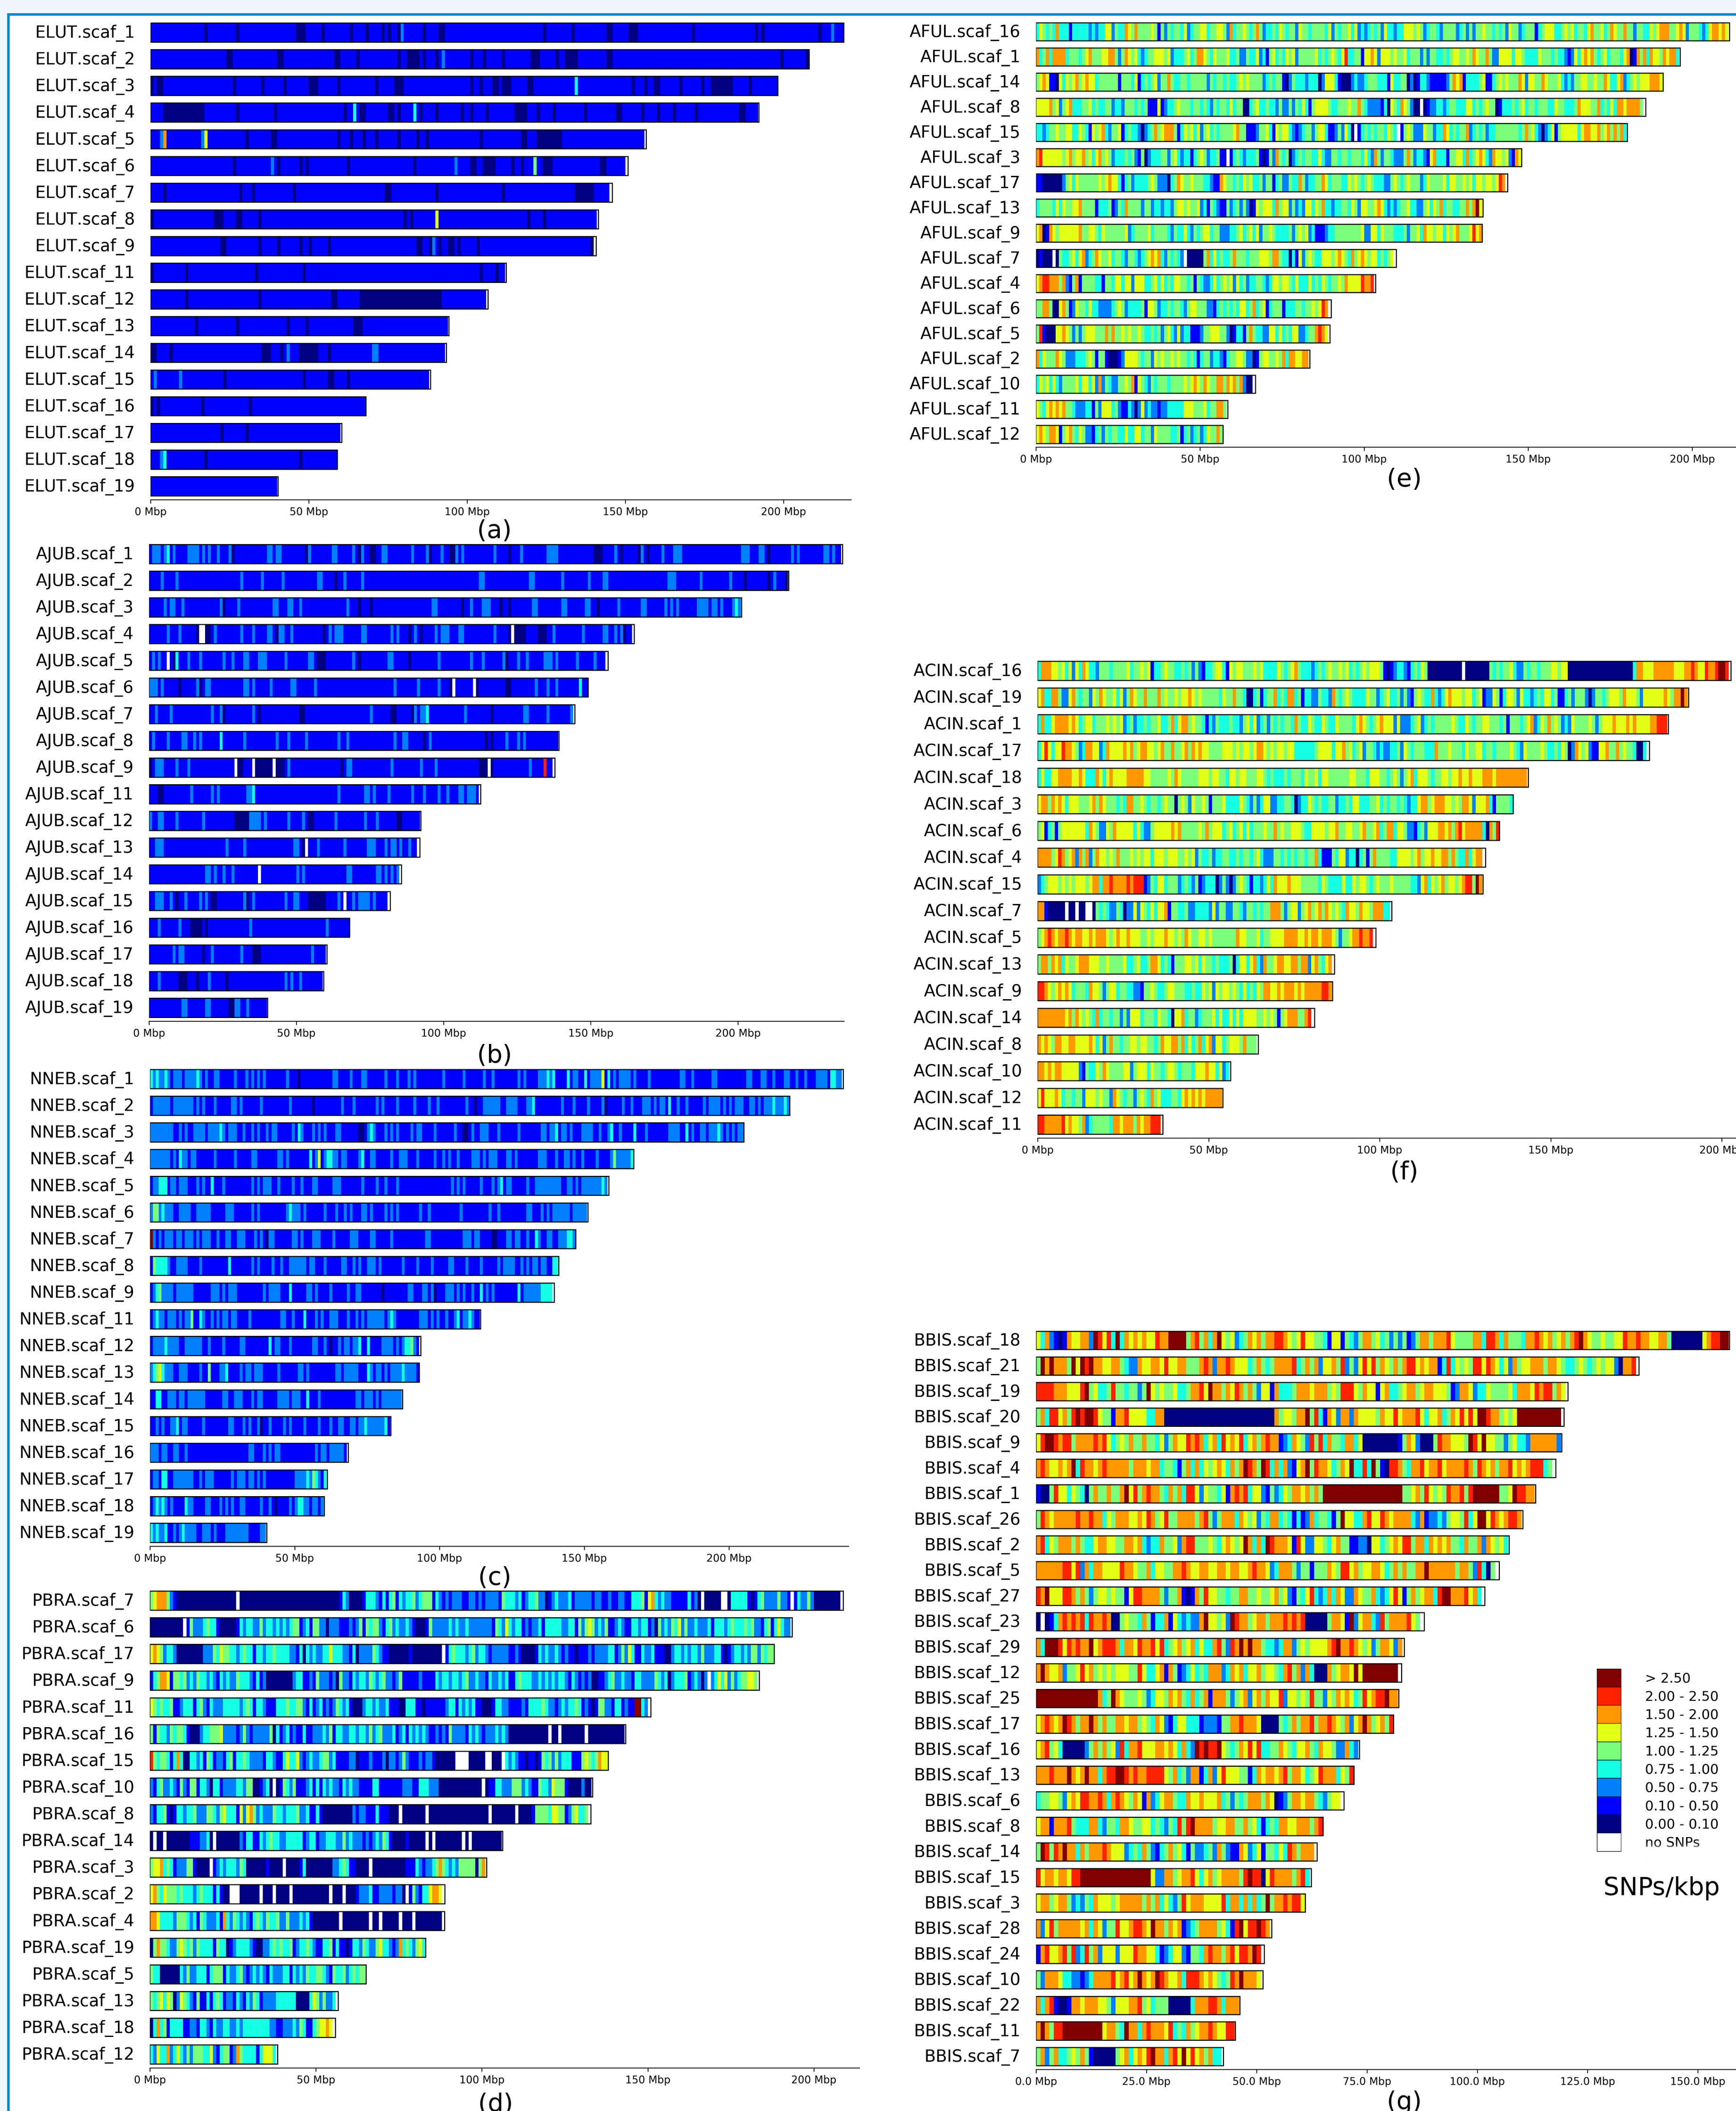 ELUT.scaf_1
ELUT.scaf_2
ELUT.scaf_3
ELUT.scaf_4
ELUT.scaf_5
ELUT.scaf_6
ELUT.scaf_7
ELUT.scaf_8
ELUT.scaf_9
ELUT.scaf_11
ELUT.scaf_12
ELUT.scaf_13
ELUT.scaf_14
ELUT.scaf_15
ELUT.scaf_16
ELUT.scaf_17
ELUT.scaf_18
ELUT.scaf_19
0 Mbp 50 Mbp 100 Mbp 150 Mbp 200 Mbp
(a)
AJUB.scaf_1
AJUB.scaf_2
AJUB.scaf_3
AJUB.scaf_4
AJUB.scaf_5
AJUB.scaf_6
AJUB.scaf_7
AJUB.scaf_8
AJUB.scaf_9
AJUB.scaf_11
AJUB.scaf_12
AJUB.scaf_13
AJUB.scaf_14
AJUB.scaf_15
AJUB.scaf_16
AJUB.scaf_17
AJUB.scaf_18
AJUB.scaf_19
0 Mbp 50 Mbp 100 Mbp 150 Mbp 200 Mbp
(b)
NNEB.scaf_1
NNEB.scaf_2
NNEB.scaf_3
NNEB.scaf_4
NNEB.scaf_5
NNEB.scaf_6
NNEB.scaf_7
NNEB.scaf_8
NNEB.scaf_9
NNEB.scaf_11
NNEB.scaf_12
NNEB.scaf_13
NNEB.scaf_14
NNEB.scaf_15
NNEB.scaf_16
NNEB.scaf_17
NNEB.scaf_18
NNEB.scaf_19
0 Mbp 50 Mbp 100 Mbp 150 Mbp 200 Mbp
(c)
PBRA.scaf_7
PBRA.scaf_6
PBRA.scaf_17
PBRA.scaf_9
PBRA.scaf_11
PBRA.scaf_16
PBRA.scaf_15
PBRA.scaf_10
PBRA.scaf_8
PBRA.scaf_14
PBRA.scaf_3
PBRA.scaf_2
PBRA.scaf_4
PBRA.scaf_19
PBRA.scaf_5
PBRA.scaf_13
PBRA.scaf_18
PBRA.scaf_12
0 Mbp 50 Mbp 100 Mbp 150 Mbp 200 Mbp
(d)
AFUL.scaf_16
AFUL.scaf_1
AFUL.scaf_14
AFUL.scaf_8
AFUL.scaf_15
AFUL.scaf_3
AFUL.scaf_17
AFUL.scaf_13
AFUL.scaf_9
AFUL.scaf_7
AFUL.scaf_4
AFUL.scaf_6
AFUL.scaf_5
AFUL.scaf_2
AFUL.scaf_10
AFUL.scaf_11
AFUL.scaf_12
0 Mbp 50 Mbp 100 Mbp 150 Mbp 200 Mbp
(e)
ACIN.scaf_16
ACIN.scaf_19
ACIN.scaf_1
ACIN.scaf_17
ACIN.scaf_18
ACIN.scaf_3
ACIN.scaf_6
ACIN.scaf_4
ACIN.scaf_15
ACIN.scaf_7
ACIN.scaf_5
ACIN.scaf_13
ACIN.scaf_9
ACIN.scaf_14
ACIN.scaf_8
ACIN.scaf_10
ACIN.scaf_12
ACIN.scaf_11
0 Mbp 50 Mbp 100 Mbp 150 Mbp 200 Mb
(f)
BBIS.scaf_18
BBIS.scaf_21
BBIS.scaf_19
BBIS.scaf_20
BBIS.scaf_9
BBIS.scaf_4
BBIS.scaf_1
BBIS.scaf_26
BBIS.scaf_2
BBIS.scaf_5
BBIS.scaf_27
BBIS.scaf_23
BBIS.scaf_29
BBIS.scaf_12
BBIS.scaf_25
BBIS.scaf_17
BBIS.scaf_16
BBIS.scaf_13
BBIS.scaf_6
BBIS.scaf_8
BBIS.scaf_14
BBIS.scaf_15
BBIS.scaf_3
BBIS.scaf_28
BBIS.scaf_24
BBIS.scaf_10
BBIS.scaf_22
BBIS.scaf_11
BBIS.scaf_7
0.0 Mbp 25.0 Mbp 50.0 Mbp 75.0 Mbp 100.0 Mbp 125.0 Mbp 150.0 Mbp
(g)
> 2.50
2.00 - 2.50
1.50 - 2.00
1.25 - 1.50
1.00 - 1.25
0.75 - 1.00
0.50 - 0.75
0.10 - 0.50
0.00 - 0.10
no SNPs
SNPs/kbp